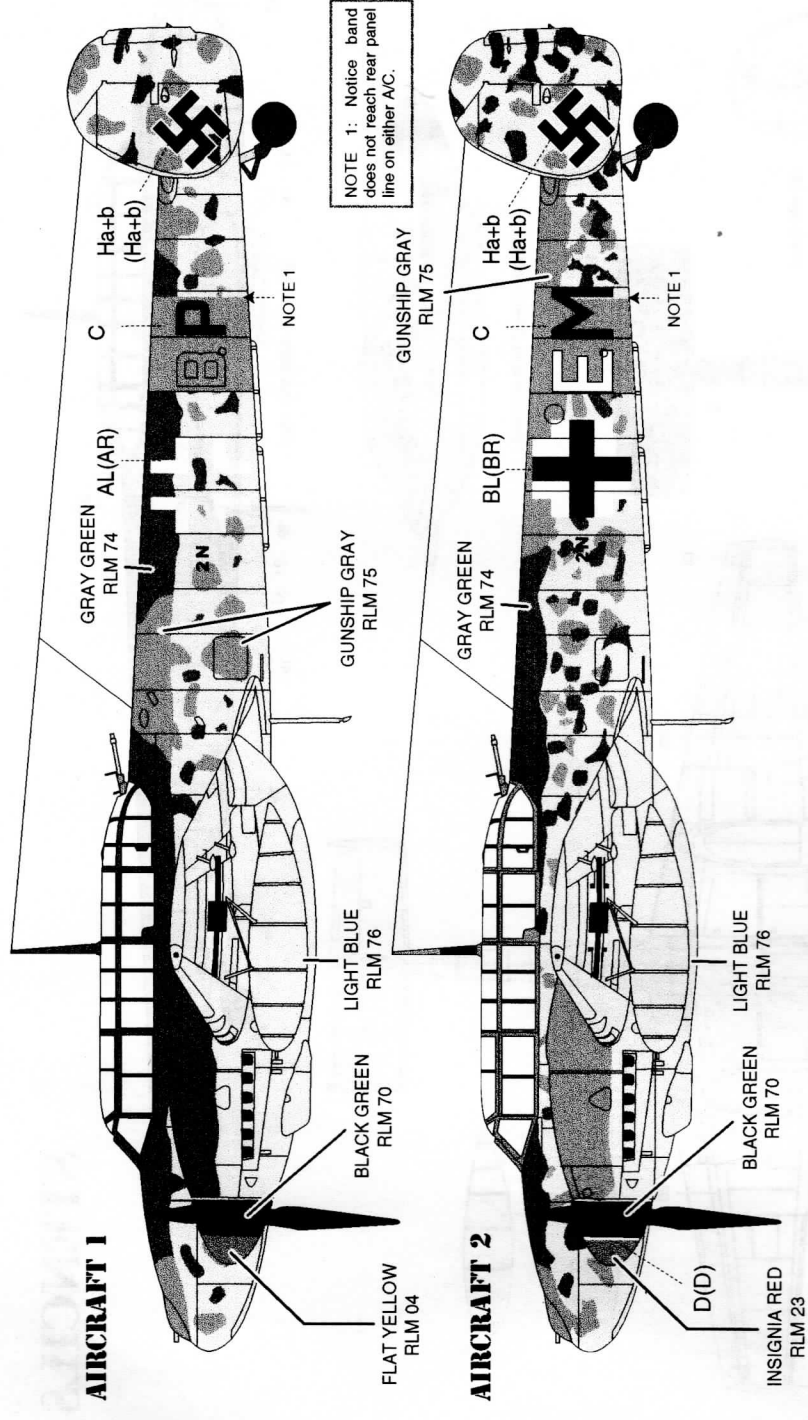 AIRCRAFT 1
Ha+b
(Ha+b)
C
AL(AR)
GRAY GREEN
RLM 74
2N
B
P
NOTE 1
GUNSHIP GRAY
RLM 75
LIGHT BLUE
RLM 76
BLACK GREEN
RLM 70
FLAT YELLOW
RLM 04
NOTE 1: Notice band
does not reach rear panel
line on either A/C.
AIRCRAFT 2
Ha+b
(Ha+b)
GUNSHIP GRAY
RLM 75
C
BL(BR)
GRAY GREEN
RLM 74
2N
E
M
NOTE 1
LIGHT BLUE
RLM 76
BLACK GREEN
RLM 70
D(D)
INSIGNIA RED
RLM 23